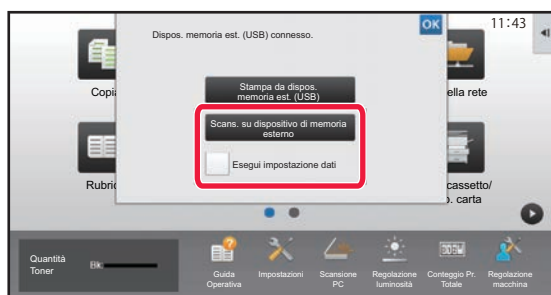 11:43
OK
Dispos. memoria est. (USB) connesso.
Stampa da dispos.
memoria est. (USB)
Scans. su dispositivo di memoria
esterno
Esegui impostazione dati
Copia
ella rete
Rubric
cassetto/
o. carta
Quantità
Toner
Bk:
Guida
Operativa
Impostazioni
Scansione
PC
Regolazione
luminosità
Conteggio Pr.
Totale
Regolazione
macchina